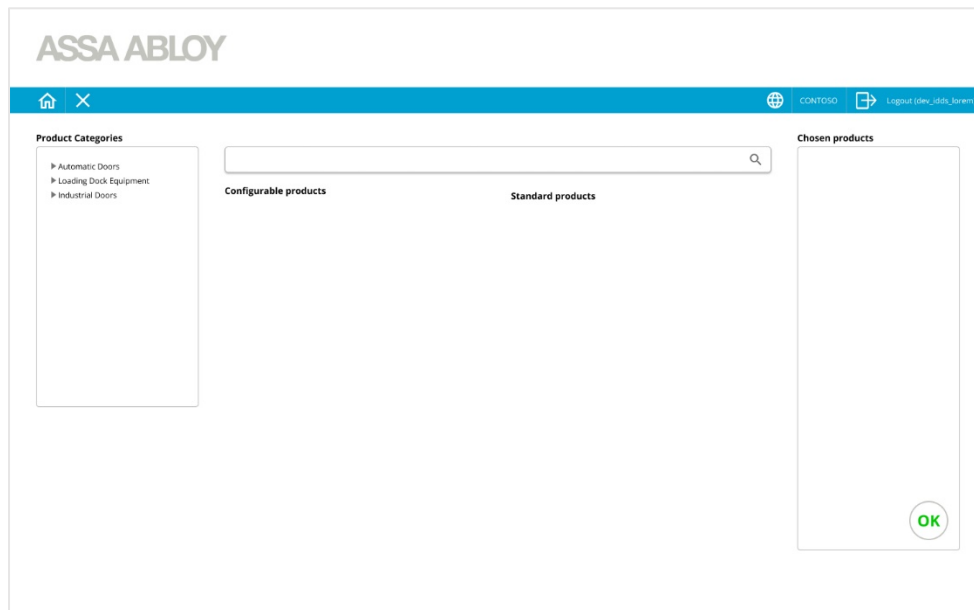 ASSA ABLOY
CONTOSO
Logout (dev_idds_lorem
Product Categories
Automatic Doors
Loading Dock Equipment
Industrial Doors
Configurable products
Standard products
Chosen products
OK